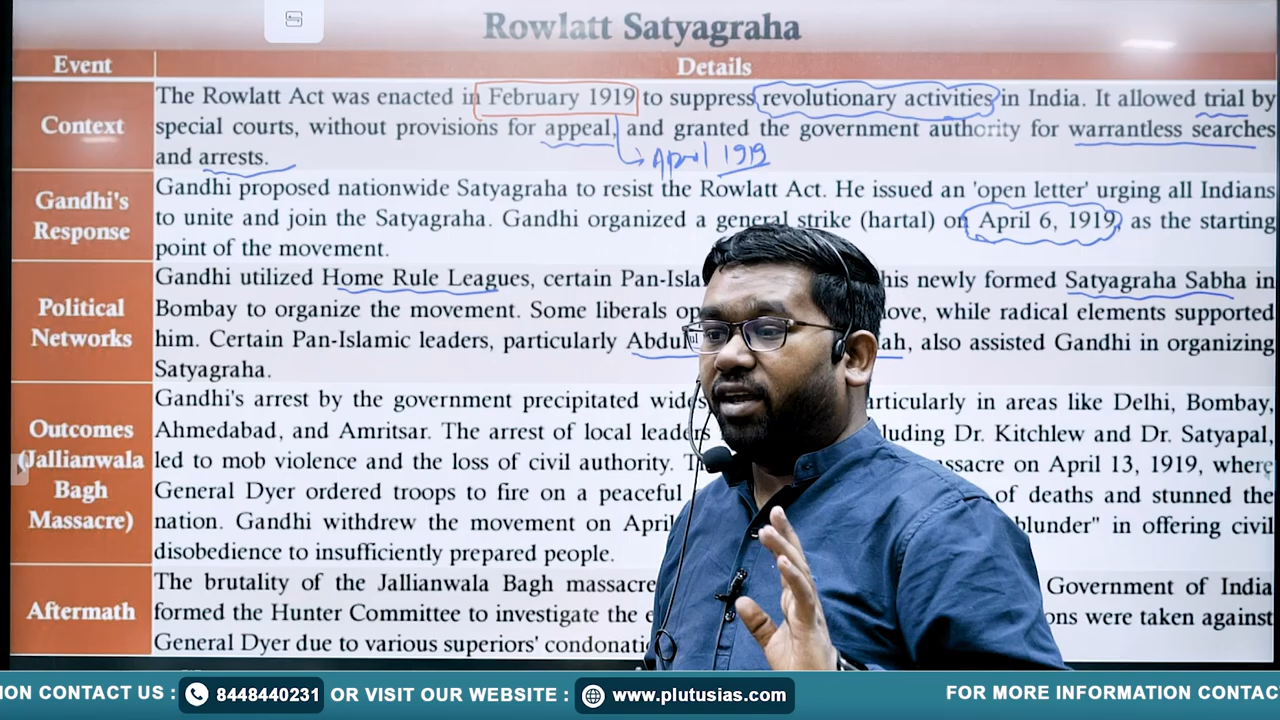 Rowlatt Satyagraha
Event
Details
Context
The Rowlatt Act was enacted in February 1919 to suppress revolutionary activities in India. It allowed trial by
special courts, without provisions for appeal, and granted the government authority for warrantless searches
and arrests.
April 1919
Gandhi's
Response
Gandhi proposed nationwide Satyagraha to resist the Rowlatt Act. He issued an 'open letter' urging all Indians
to unite and join the Satyagraha. Gandhi organized a general strike (hartal) on April 6, 1919, as the starting
point of the movement.
Political
Networks
Gandhi utilized Home Rule Leagues, certain Pan-Isla his newly formed Satyagraha Sabha in
Bombay to organize the movement. Some liberals op ove, while radical elements supported
him. Certain Pan-Islamic leaders, particularly Abdul ah, also assisted Gandhi in organizing
Satyagraha.
Outcomes
(Jallianwala
Bagh
Massacre)
Gandhi's arrest by the government precipitated wides articularly in areas like Delhi, Bombay,
Ahmedabad, and Amritsar. The arrest of local leaders luding Dr. Kitchlew and Dr. Satyapal,
led to mob violence and the loss of civil authority. assacre on April 13, 1919, where
General Dyer ordered troops to fire on a peaceful of deaths and stunned the
nation. Gandhi withdrew the movement on April blunder" in offering civil
disobedience to insufficiently prepared people.
Aftermath
The brutality of the Jallianwala Bagh massacre Government of India
formed the Hunter Committee to investigate the e ons were taken against
General Dyer due to various superiors' condonati
ION CONTACT US : 8448440231 OR VISIT OUR WEBSITE : www.plutusias.com FOR MORE INFORMATION CONTAC